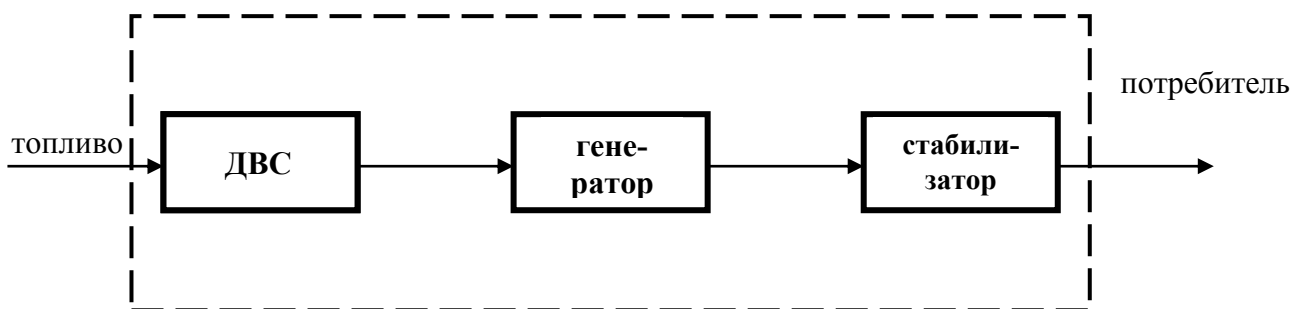 потребитель
топливо
ДВС
гене-
ратор
стабили-
затор